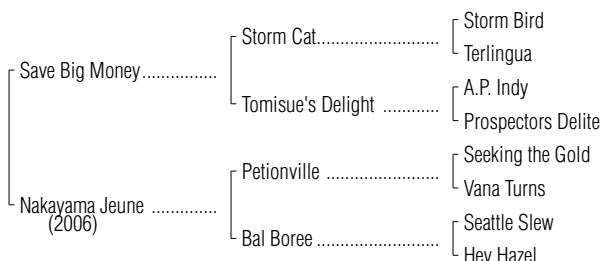 Storm Bird
Storm Cat........................
Terlingua
Save Big Money...............
A.P. Indy
Tomisue's Delight ...........
Prospectors Delite
Seeking the Gold
Petionville ......................
Vana Turns
Nakayama Jeune .............
(2006)
Seattle Slew
Bal Boree ........................
Hey Hazel